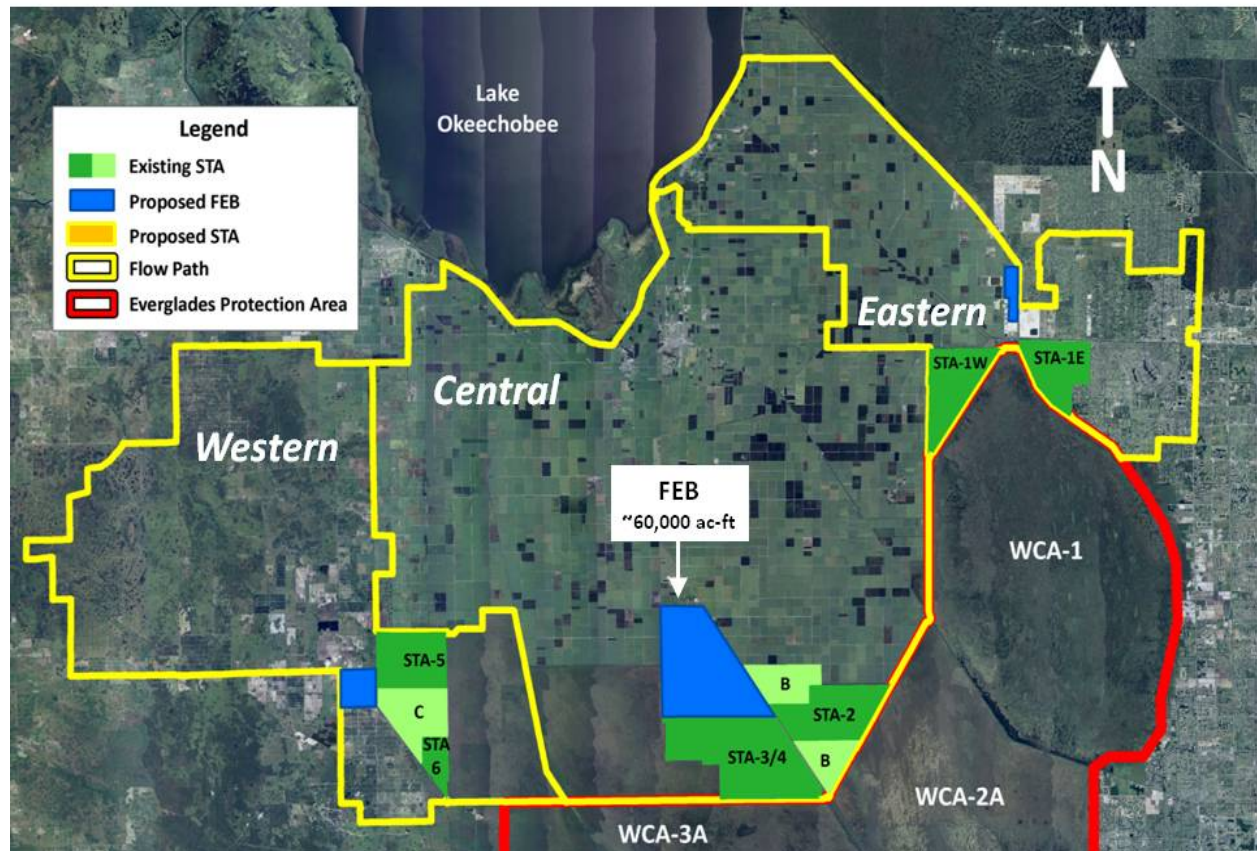 Lake
Okeechobee
Legend
Existing STA
Proposed FEB
Proposed STA
Flow Path
Everglades Protection Area
N
Eastern
STA-1W
STA-1E
Central
Western
FEB
~60,000 ac-ft
WCA-1
STA-5
C
STA
6
B
STA-2
B
STA-3/4
WCA-2A
WCA-3A